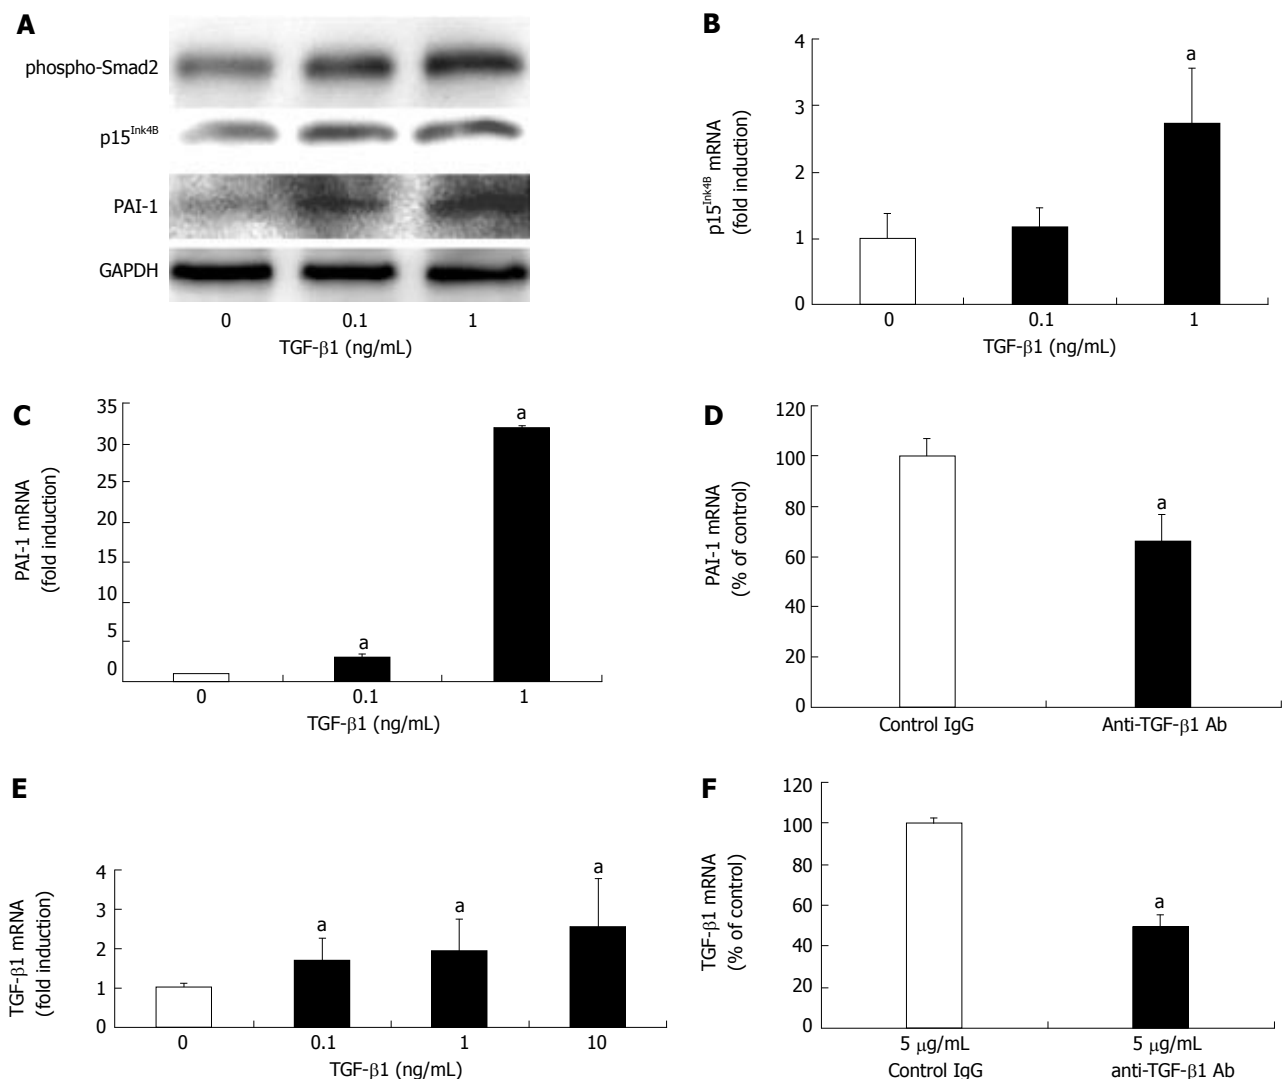 A
phospho-Smad2
p15^Ink4B
PAI-1
GAPDH
0 0.1 1
TGF-β1 (ng/mL)
B
p15^Ink4B mRNA
(fold induction)
4
3
2
1
0
a
0 0.1 1
TGF-β1 (ng/mL)
C
PAI-1 mRNA
(fold induction)
35
30
25
20
15
10
5
0
a
a
0 0.1 1
TGF-β1 (ng/mL)
D
PAI-1 mRNA
(% of control)
120
100
80
60
40
20
0
a
Control IgG Anti-TGF-β1 Ab
E
TGF-β1 mRNA
(fold induction)
4
3
2
1
0
a
a
a
0 0.1 1 10
TGF-β1 (ng/mL)
F
TGF-β1 mRNA
(% of control)
120
100
80
60
40
20
0
a
5 μg/mL 5 μg/mL
Control IgG anti-TGF-β1 Ab